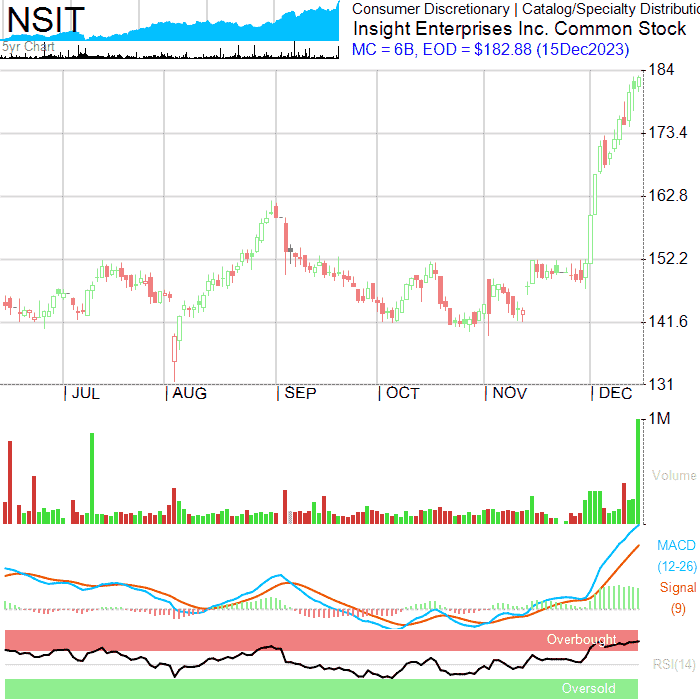 NSIT
5yr Chart
Consumer Discretionary | Catalog/Specialty Distributio
Insight Enterprises Inc. Common Stock
MC = 6B, EOD = $182.88 (15Dec2023)
184
173.4
162.8
152.2
141.6
131
| JUL | AUG | SEP | OCT | NOV | DEC
1M
Volume
MACD
(12-26)
Signal
(9)
Overbought
RSI(14)
Oversold